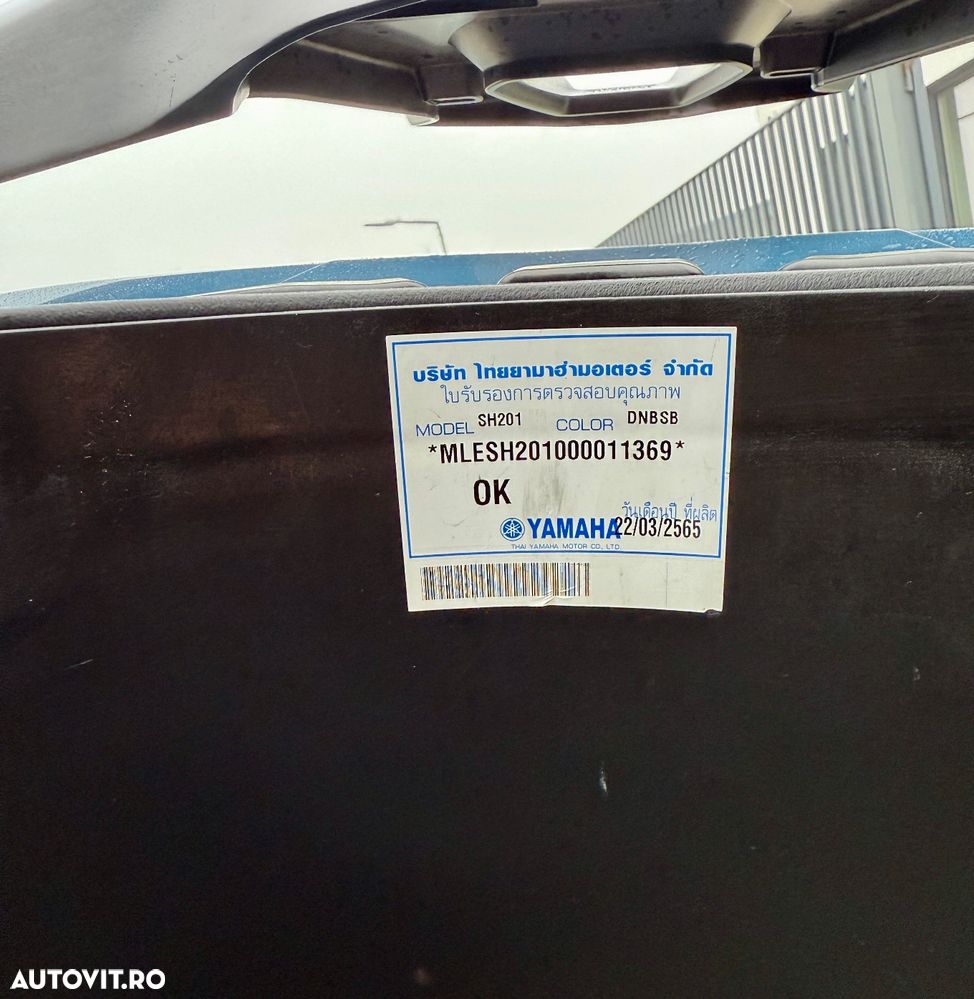 บริษัท ไทยยามาฮ่ามอเตอร์ จำกัด
ใบรับรองการตรวจสอบคุณภาพ
MODEL SH201 COLOR DNBSB
*MLESH201000011369*
OK
วันเดือนปี ที่ผลิต
YAMAHA 22/03/2565
THAI YAMAHA MOTOR CO., LTD.
AUTOVIT.RO